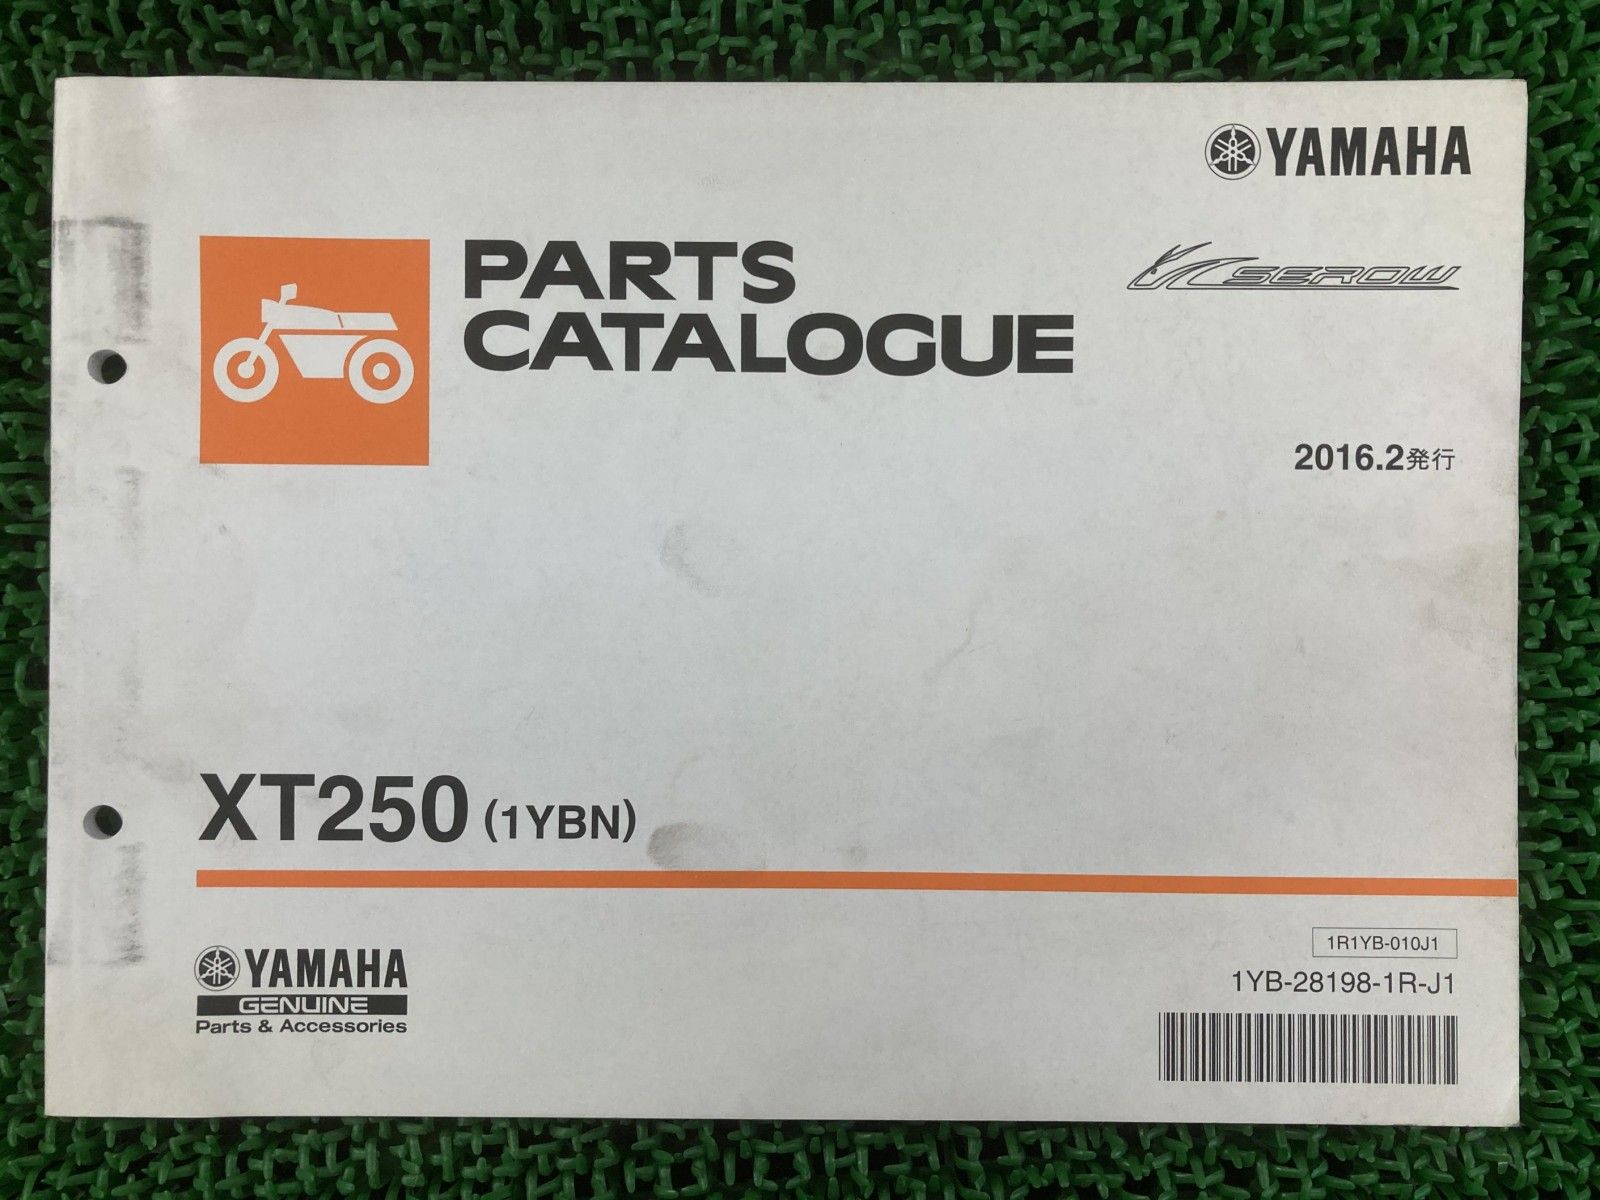 YAMAHA
SEROW
PARTS
CATALOGUE
2016.2発行
XT250 (1YBN)
YAMAHA
GENUINE
Parts & Accessories
1R1YB-010J1
1YB-28198-1R-J1